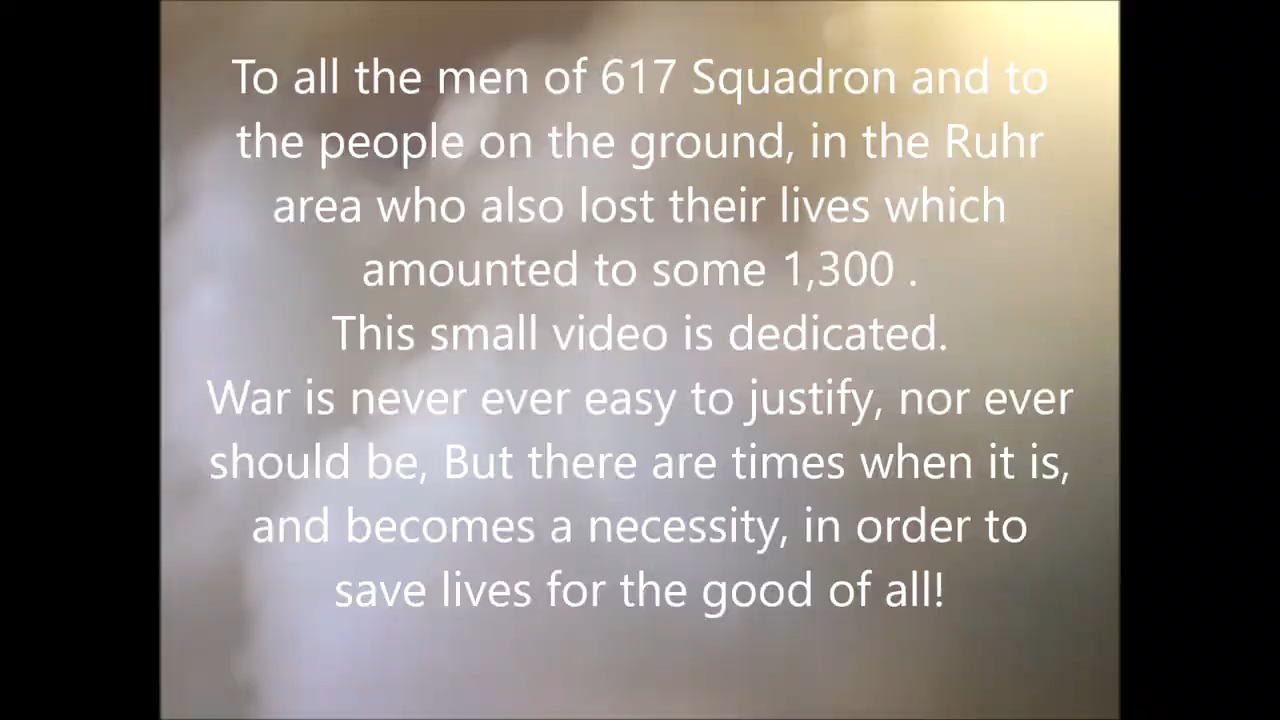 To all the men of 617 Squadron and to
the people on the ground, in the Ruhr
area who also lost their lives which
amounted to some 1,300 .
This small video is dedicated.
War is never ever easy to justify, nor ever
should be, But there are times when it is,
and becomes a necessity, in order to
save lives for the good of all!